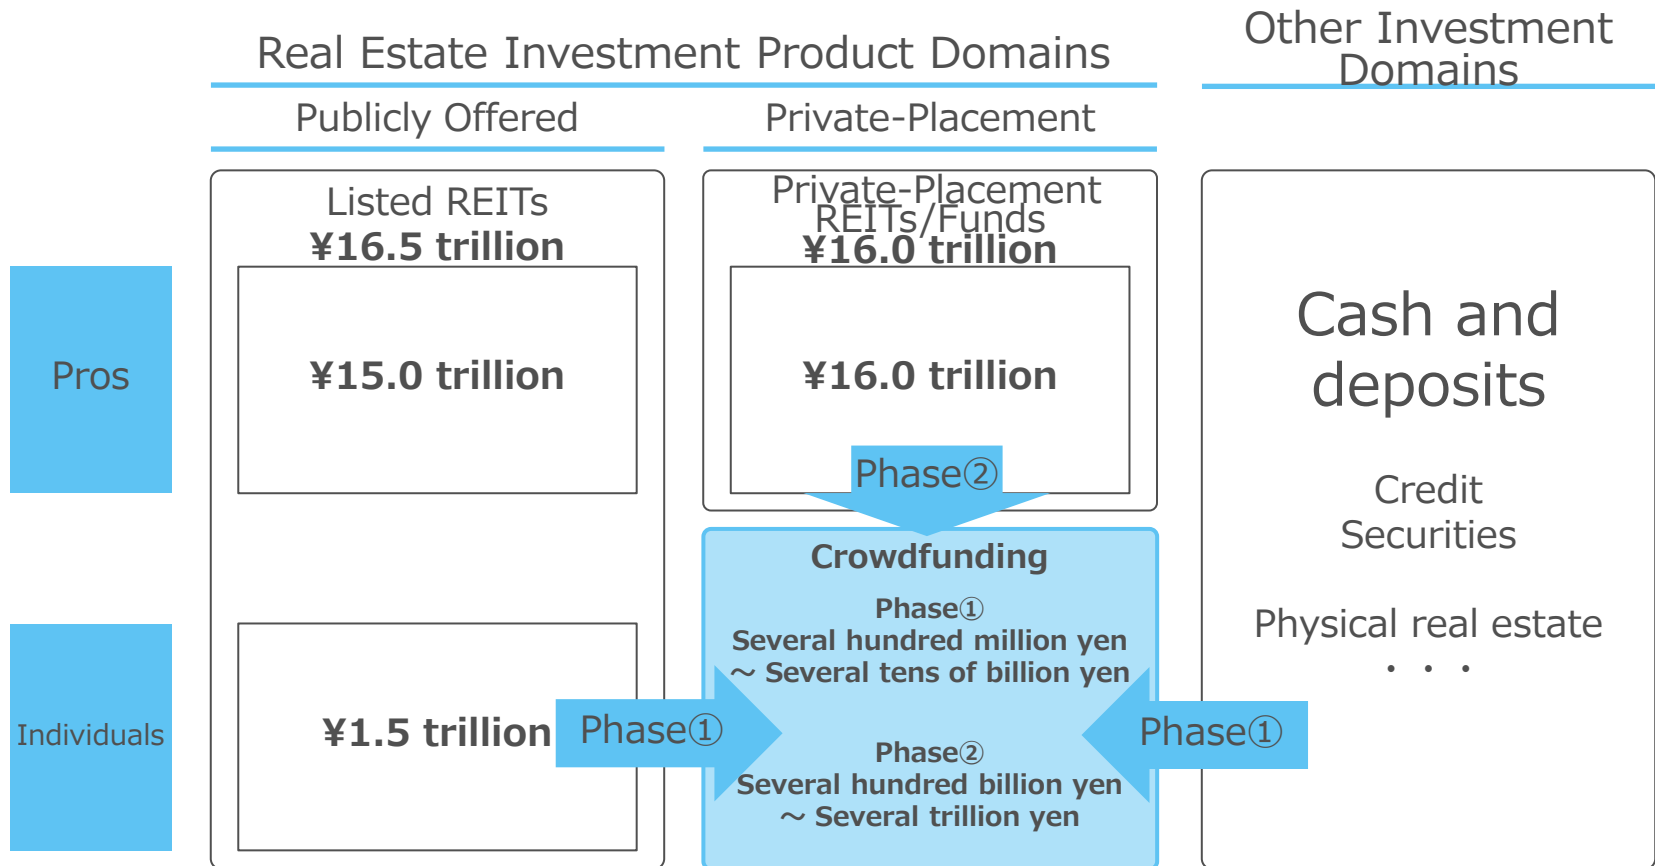 Real Estate Investment Product Domains
Other Investment
Domains
Publicly Offered
Private-Placement
Listed REITs
¥16.5 trillion
Private-Placement
REITs/Funds
¥16.0 trillion
Pros
¥15.0 trillion
¥16.0 trillion
Phase②
Cash and
deposits
Credit
Securities
Physical real estate
・・・
Crowdfunding
Phase①
Several hundred million yen
～ Several tens of billion yen
Individuals
¥1.5 trillion
Phase①
Phase②
Several hundred billion yen
～ Several trillion yen
Phase①